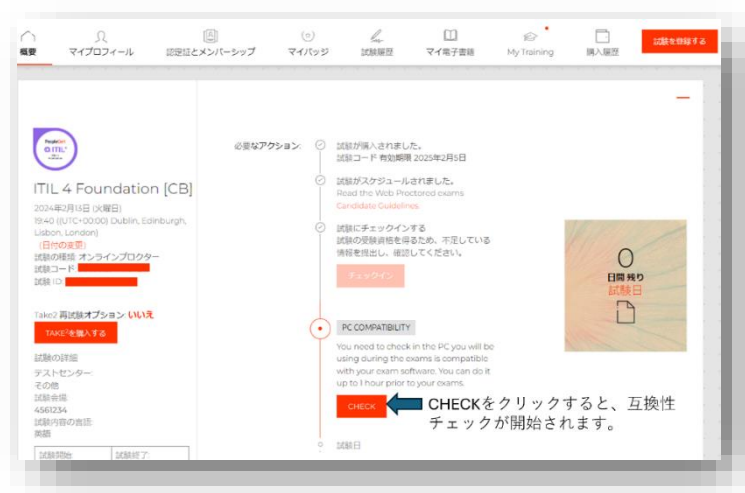 概要
マイプロフィール
認定証とメンバーシップ
マイバッジ
試験履歴
マイ電子書籍
My Training
購入履歴
試験を登録する
PeopleCert
ITIL
ITIL 4 Foundation [CB]
2024年2月13日 (火曜日)
19:40 ((UTC+00:00) Dublin, Edinburgh,
Lisbon, London)
(日付の変更)
試験の種類: オンラインプロクター
試験コード:
試験 ID:
Take2 再試験オプション: いいえ
TAKE2を購入する
試験の詳細
テストセンター:
その他
試験会場:
4561234
試験内容の言語:
英語
試験開始:
試験終了:
必要なアクション:
試験が購入されました。
試験コード 有効期限 2025年2月5日
試験がスケジュールされました。
Read the Web Proctored exams
Candidate Guidelines
試験にチェックインする
試験の受験資格を得るため、不足している
情報を提出し、確認してください。
チェックイン
PC COMPATIBILITY
You need to check in the PC you will be
using during the exams is compatible
with your exam software. You can do it
up to 1 hour prior to your exams.
CHECK
CHECKをクリックすると、互換性
チェックが開始されます。
試験日
0
日間 残り
試験日